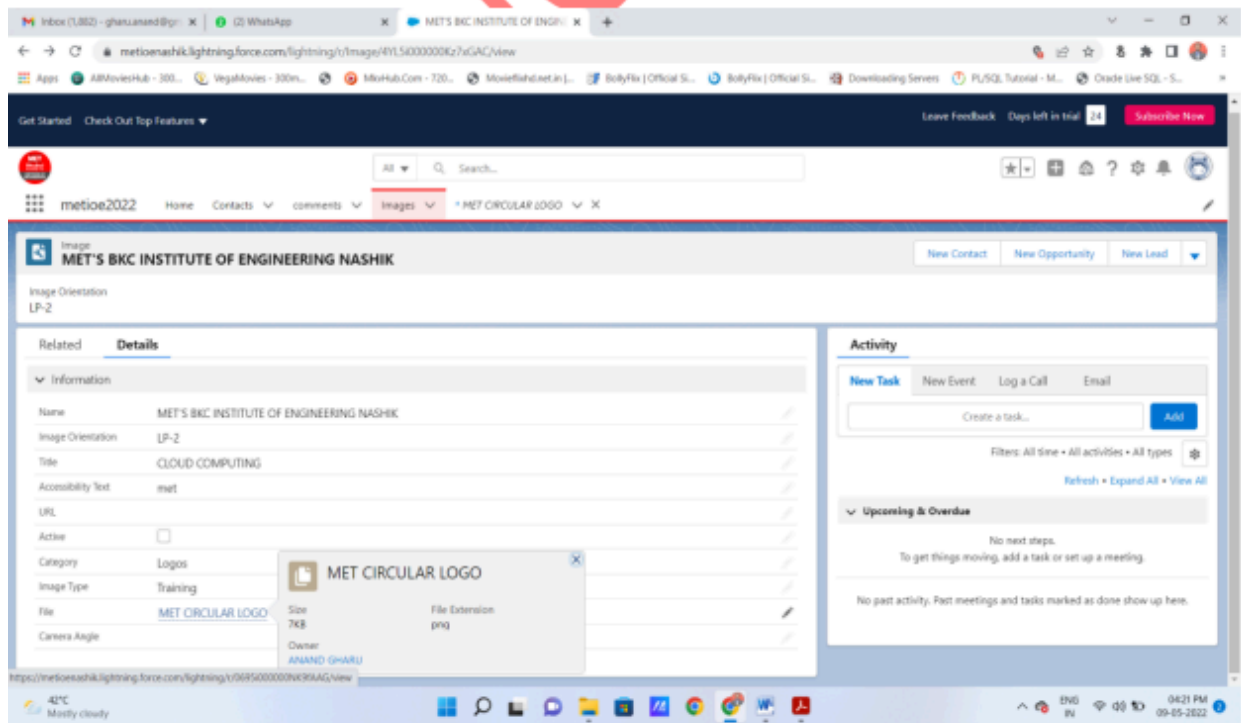 Inbox (1,882) - gharu.anand@gm
(2) WhatsApp
MET'S BKC INSTITUTE OF ENGINE
metioenashik.lightning.force.com/lightning/r/Image/4YL5i000000Kz7xGAC/view
Apps
AllMoviesHub - 300...
VegaMovies - 300m...
MkvHub.Com - 720...
Movieflixhd.net.in |...
BollyFlix | Official Si...
BollyFlix | Official Si...
Downloading Servers
PL/SQL Tutorial - M...
Oracle Live SQL - S...
Get Started Check Out Top Features
Leave Feedback Days left in trial 24 Subscribe Now
All Search...
metioe2022 Home Contacts comments Images * MET CIRCULAR LOGO
Image
MET'S BKC INSTITUTE OF ENGINEERING NASHIK
New Contact New Opportunity New Lead
Image Orientation
LP-2
Related Details
Information
Name MET'S BKC INSTITUTE OF ENGINEERING NASHIK
Image Orientation LP-2
Title CLOUD COMPUTING
Accessibility Text met
URL
Active
Category Logos
Image Type Training
File MET CIRCULAR LOGO
Camera Angle
MET CIRCULAR LOGO
Size File Extension
7KB png
Owner
ANAND GHARU
Activity
New Task New Event Log a Call Email
Create a task... Add
Filters: All time • All activities • All types
Refresh • Expand All • View All
Upcoming & Overdue
No next steps.
To get things moving, add a task or set up a meeting.
No past activity. Past meetings and tasks marked as done show up here.
42°C
Mostly cloudy
ENG
IN
04:21 PM
09-05-2022